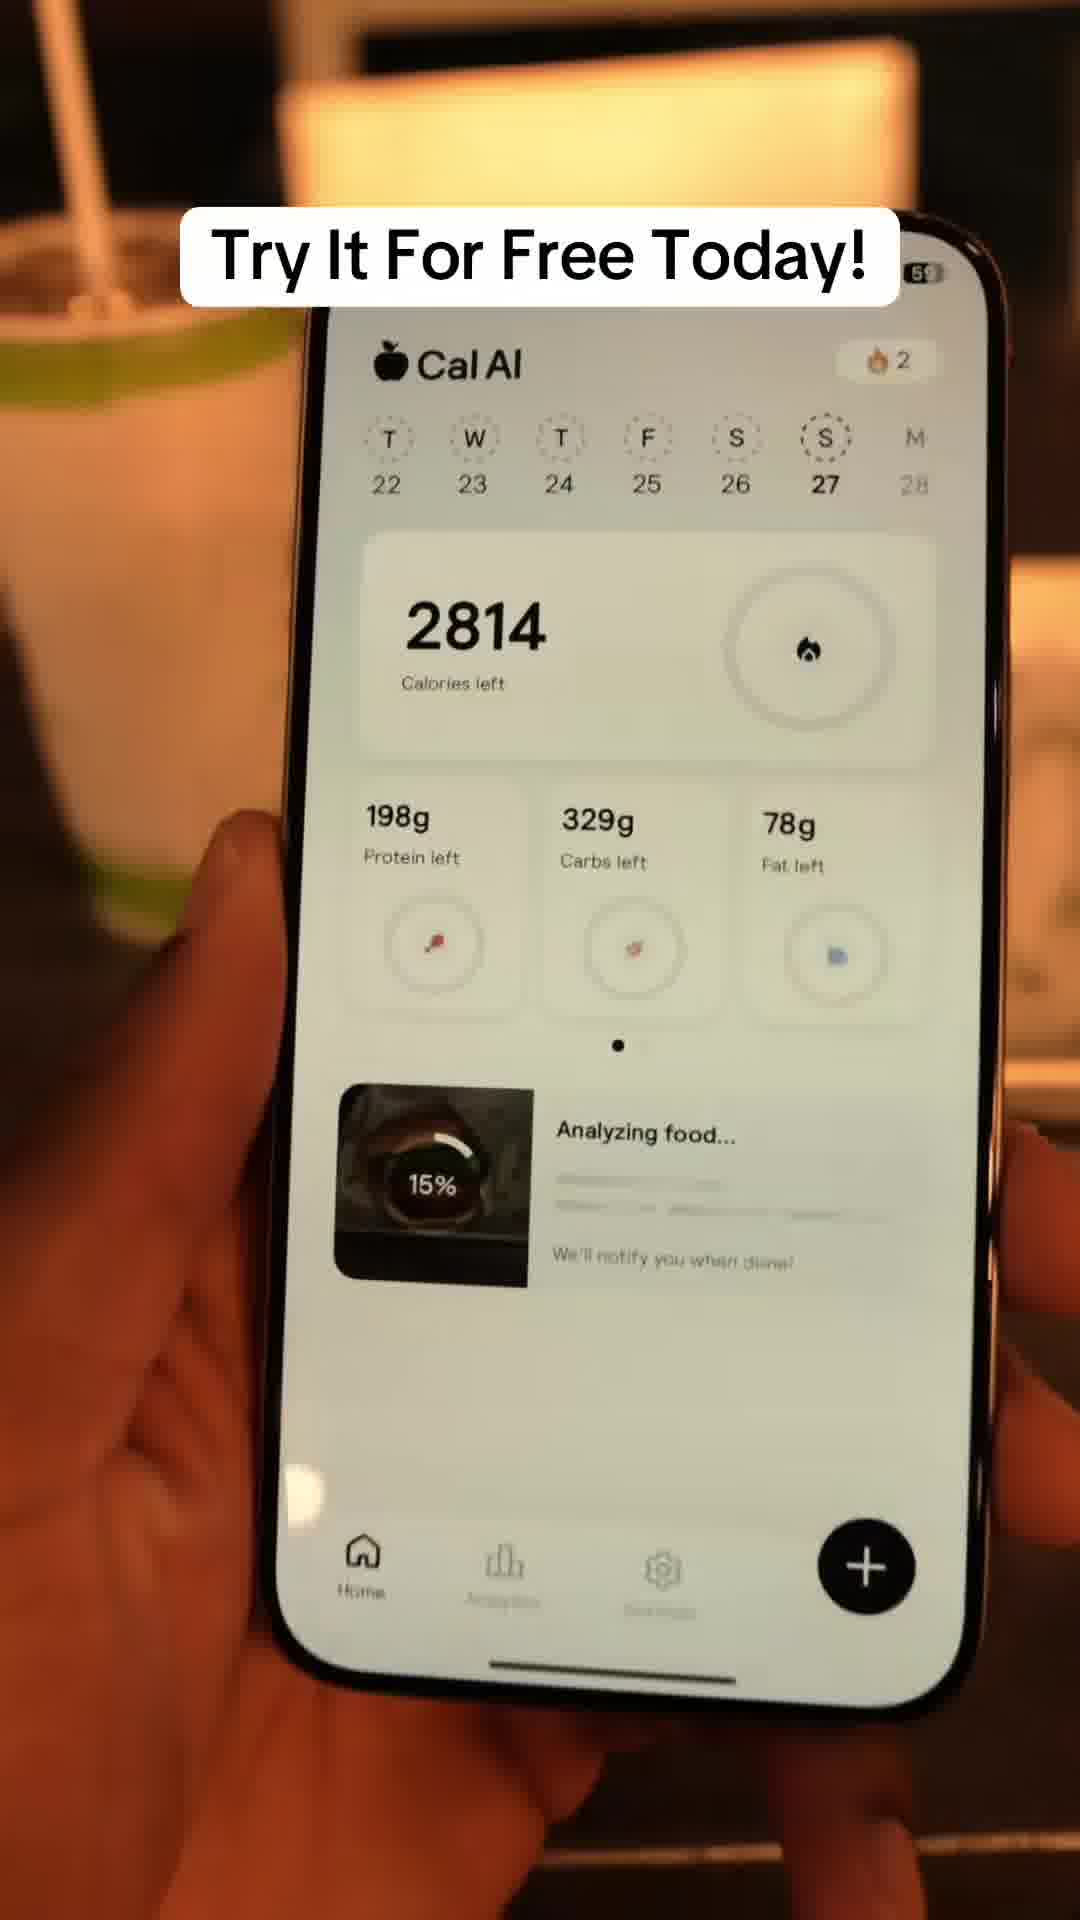 Try It For Free Today!
59
Cal AI
2
T W T F S S M
22 23 24 25 26 27 28
2814
Calories left
198g 329g 78g
Protein left Carbs left Fat left
Analyzing food...
15%
We'll notify you when done!
Home